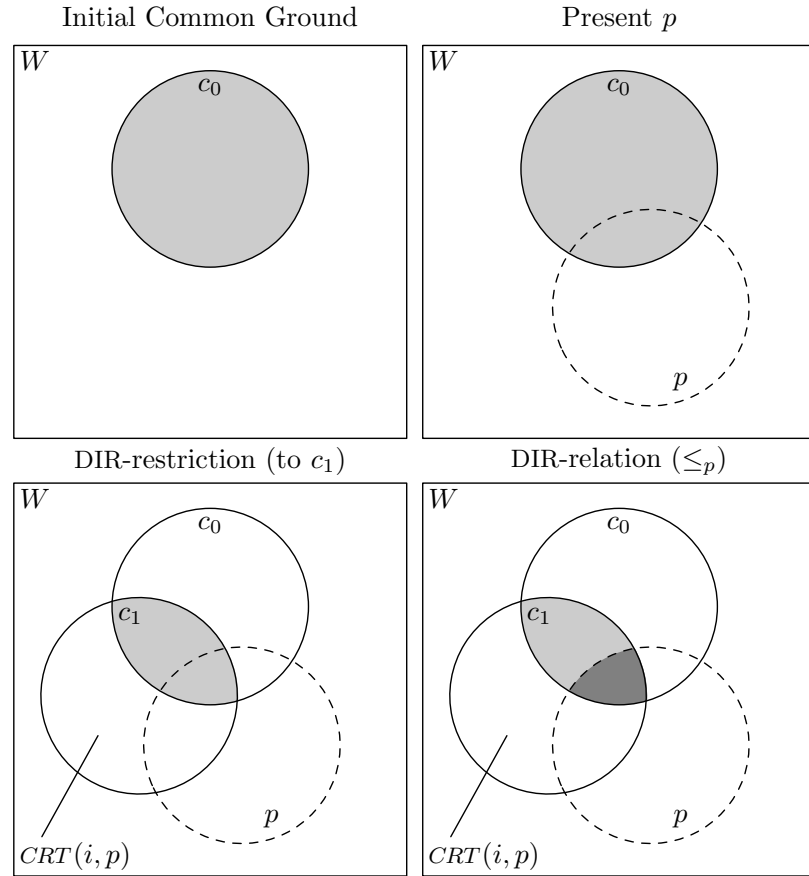 Initial Common Ground
Present p
W
c₀
W
c₀
p
DIR-restriction (to c₁)
DIR-relation (≤ₚ)
W
c₀
c₁
p
CRT(i, p)
W
c₀
c₁
p
CRT(i, p)